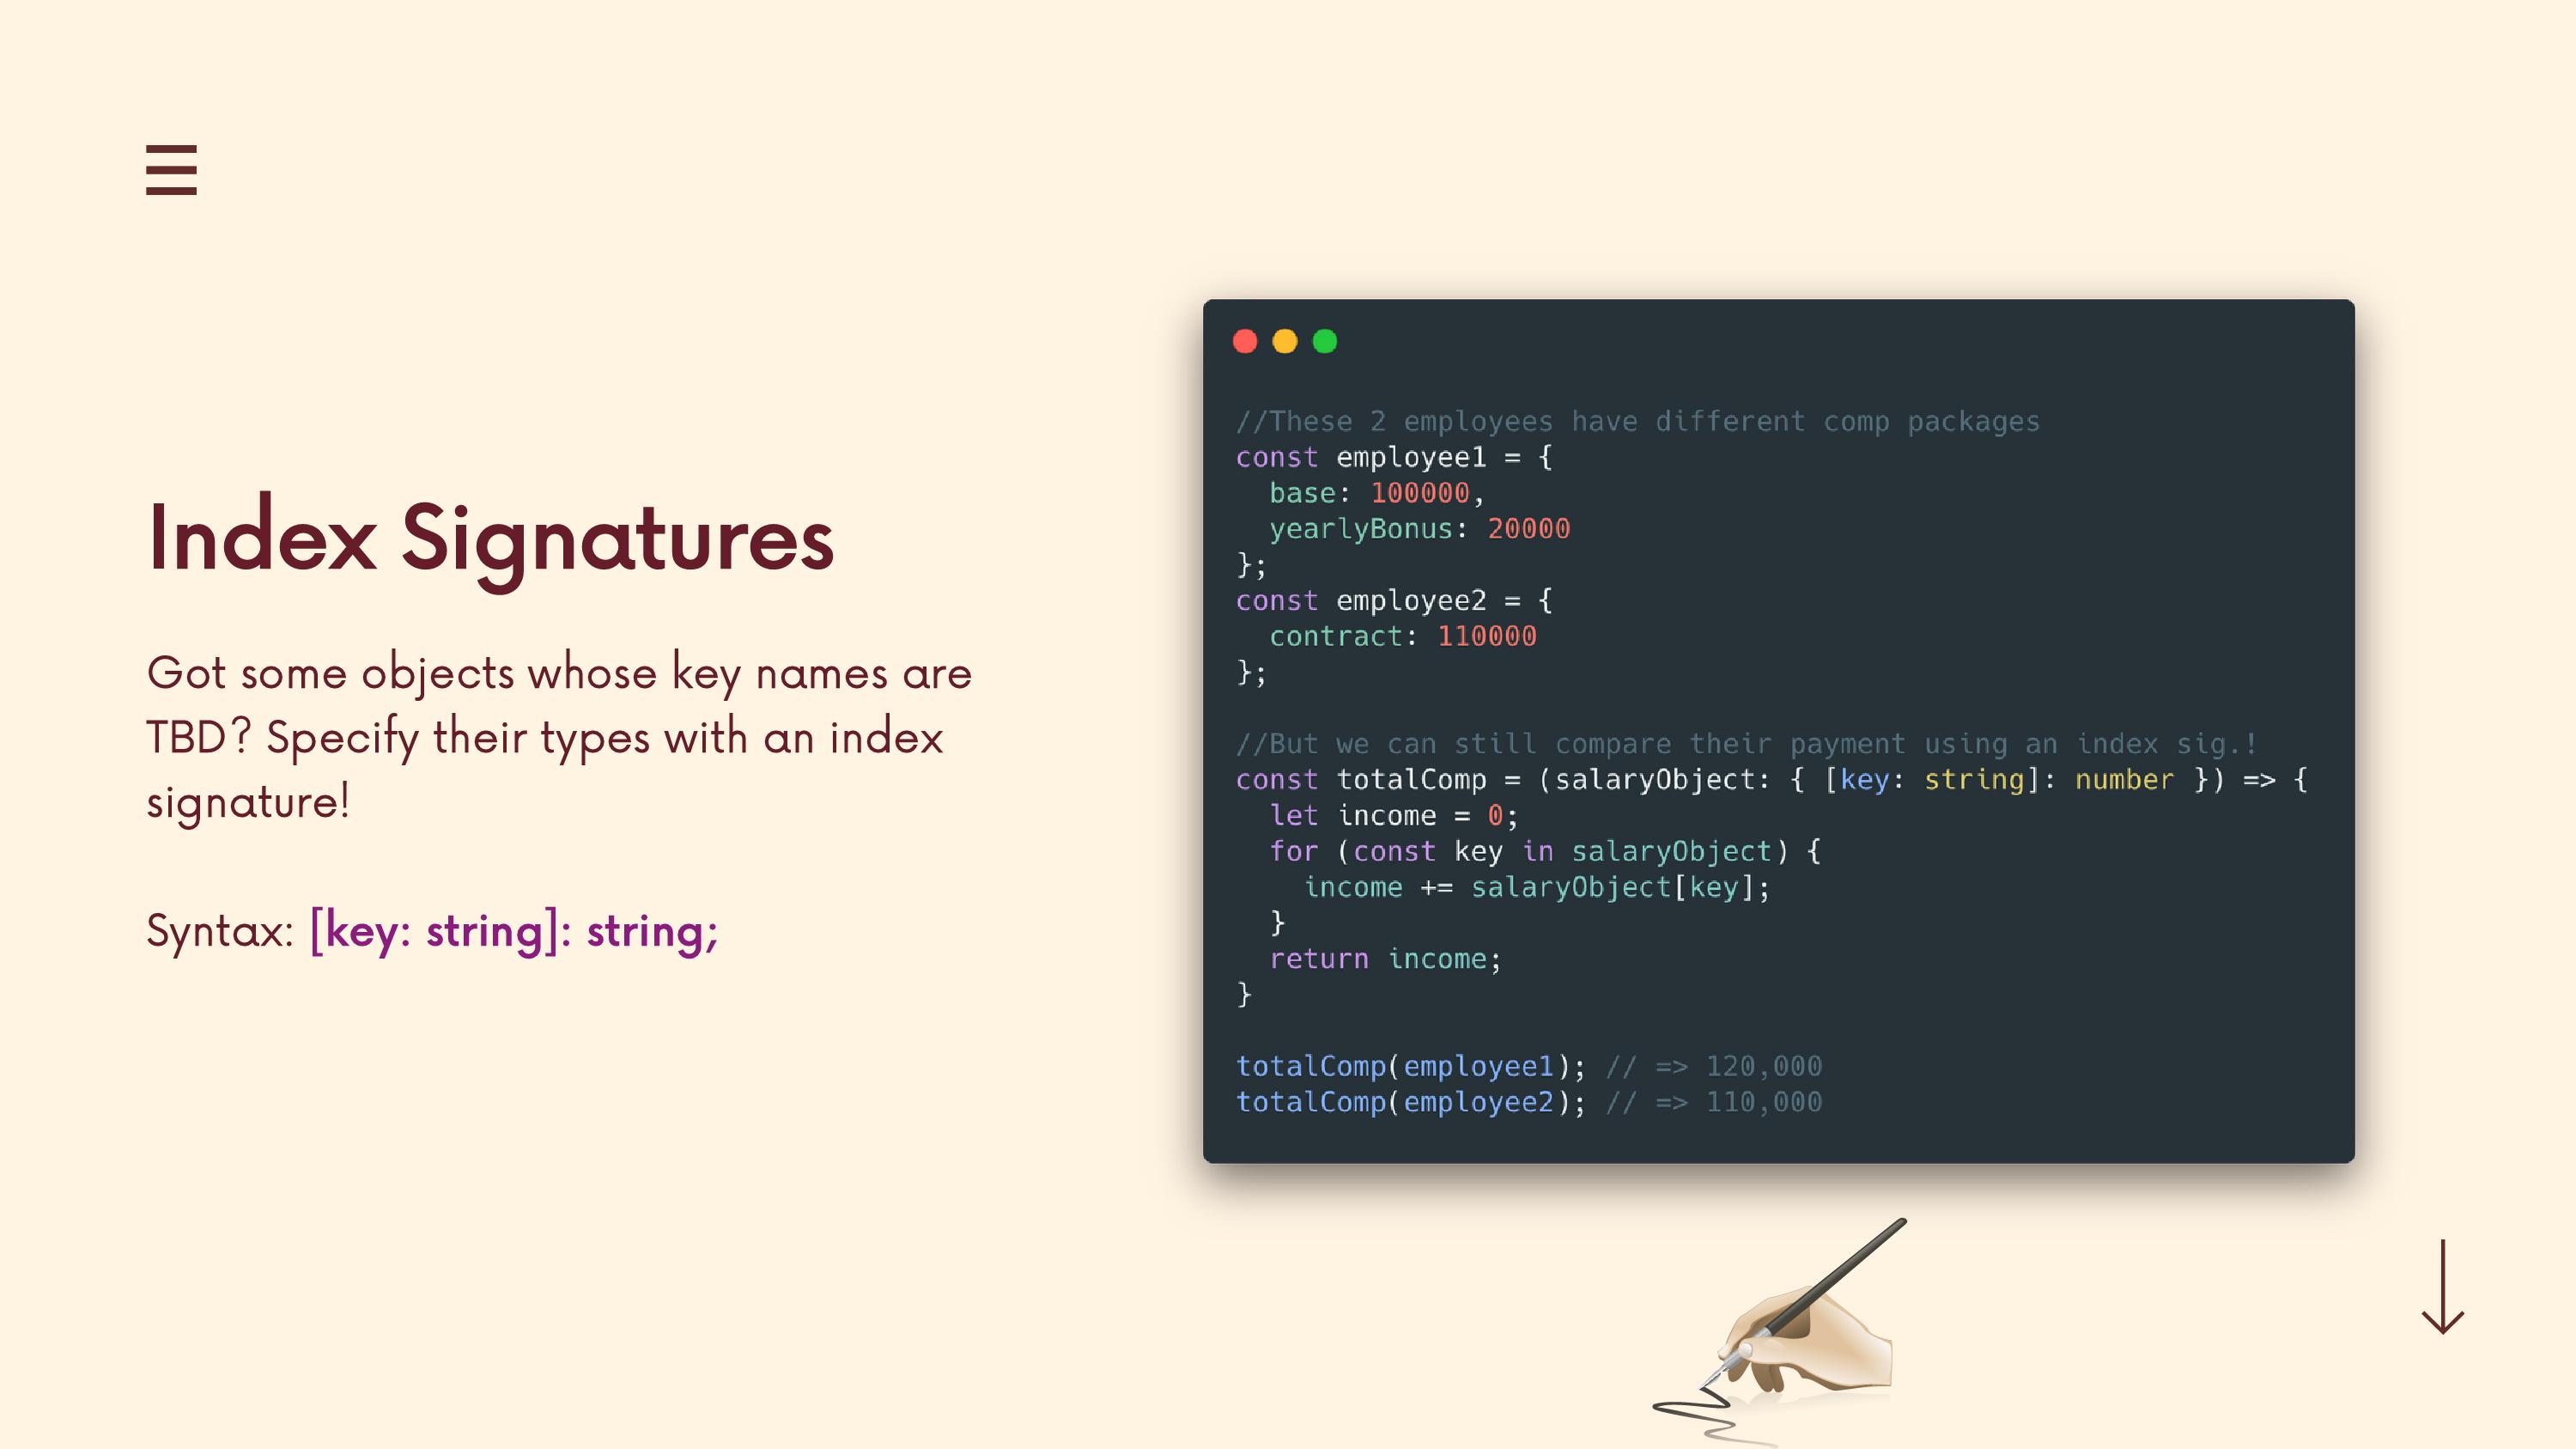 Index Signatures
Got some objects whose key names are
TBD? Specify their types with an index
signature!
Syntax: [key: string]: string;
//These 2 employees have different comp packages
const employee1 = {
  base: 100000,
  yearlyBonus: 20000
};
const employee2 = {
  contract: 110000
};
//But we can still compare their payment using an index sig.!
const totalComp = (salaryObject: { [key: string]: number }) => {
  let income = 0;
  for (const key in salaryObject) {
    income += salaryObject[key];
  }
  return income;
}
totalComp(employee1); // => 120,000
totalComp(employee2); // => 110,000